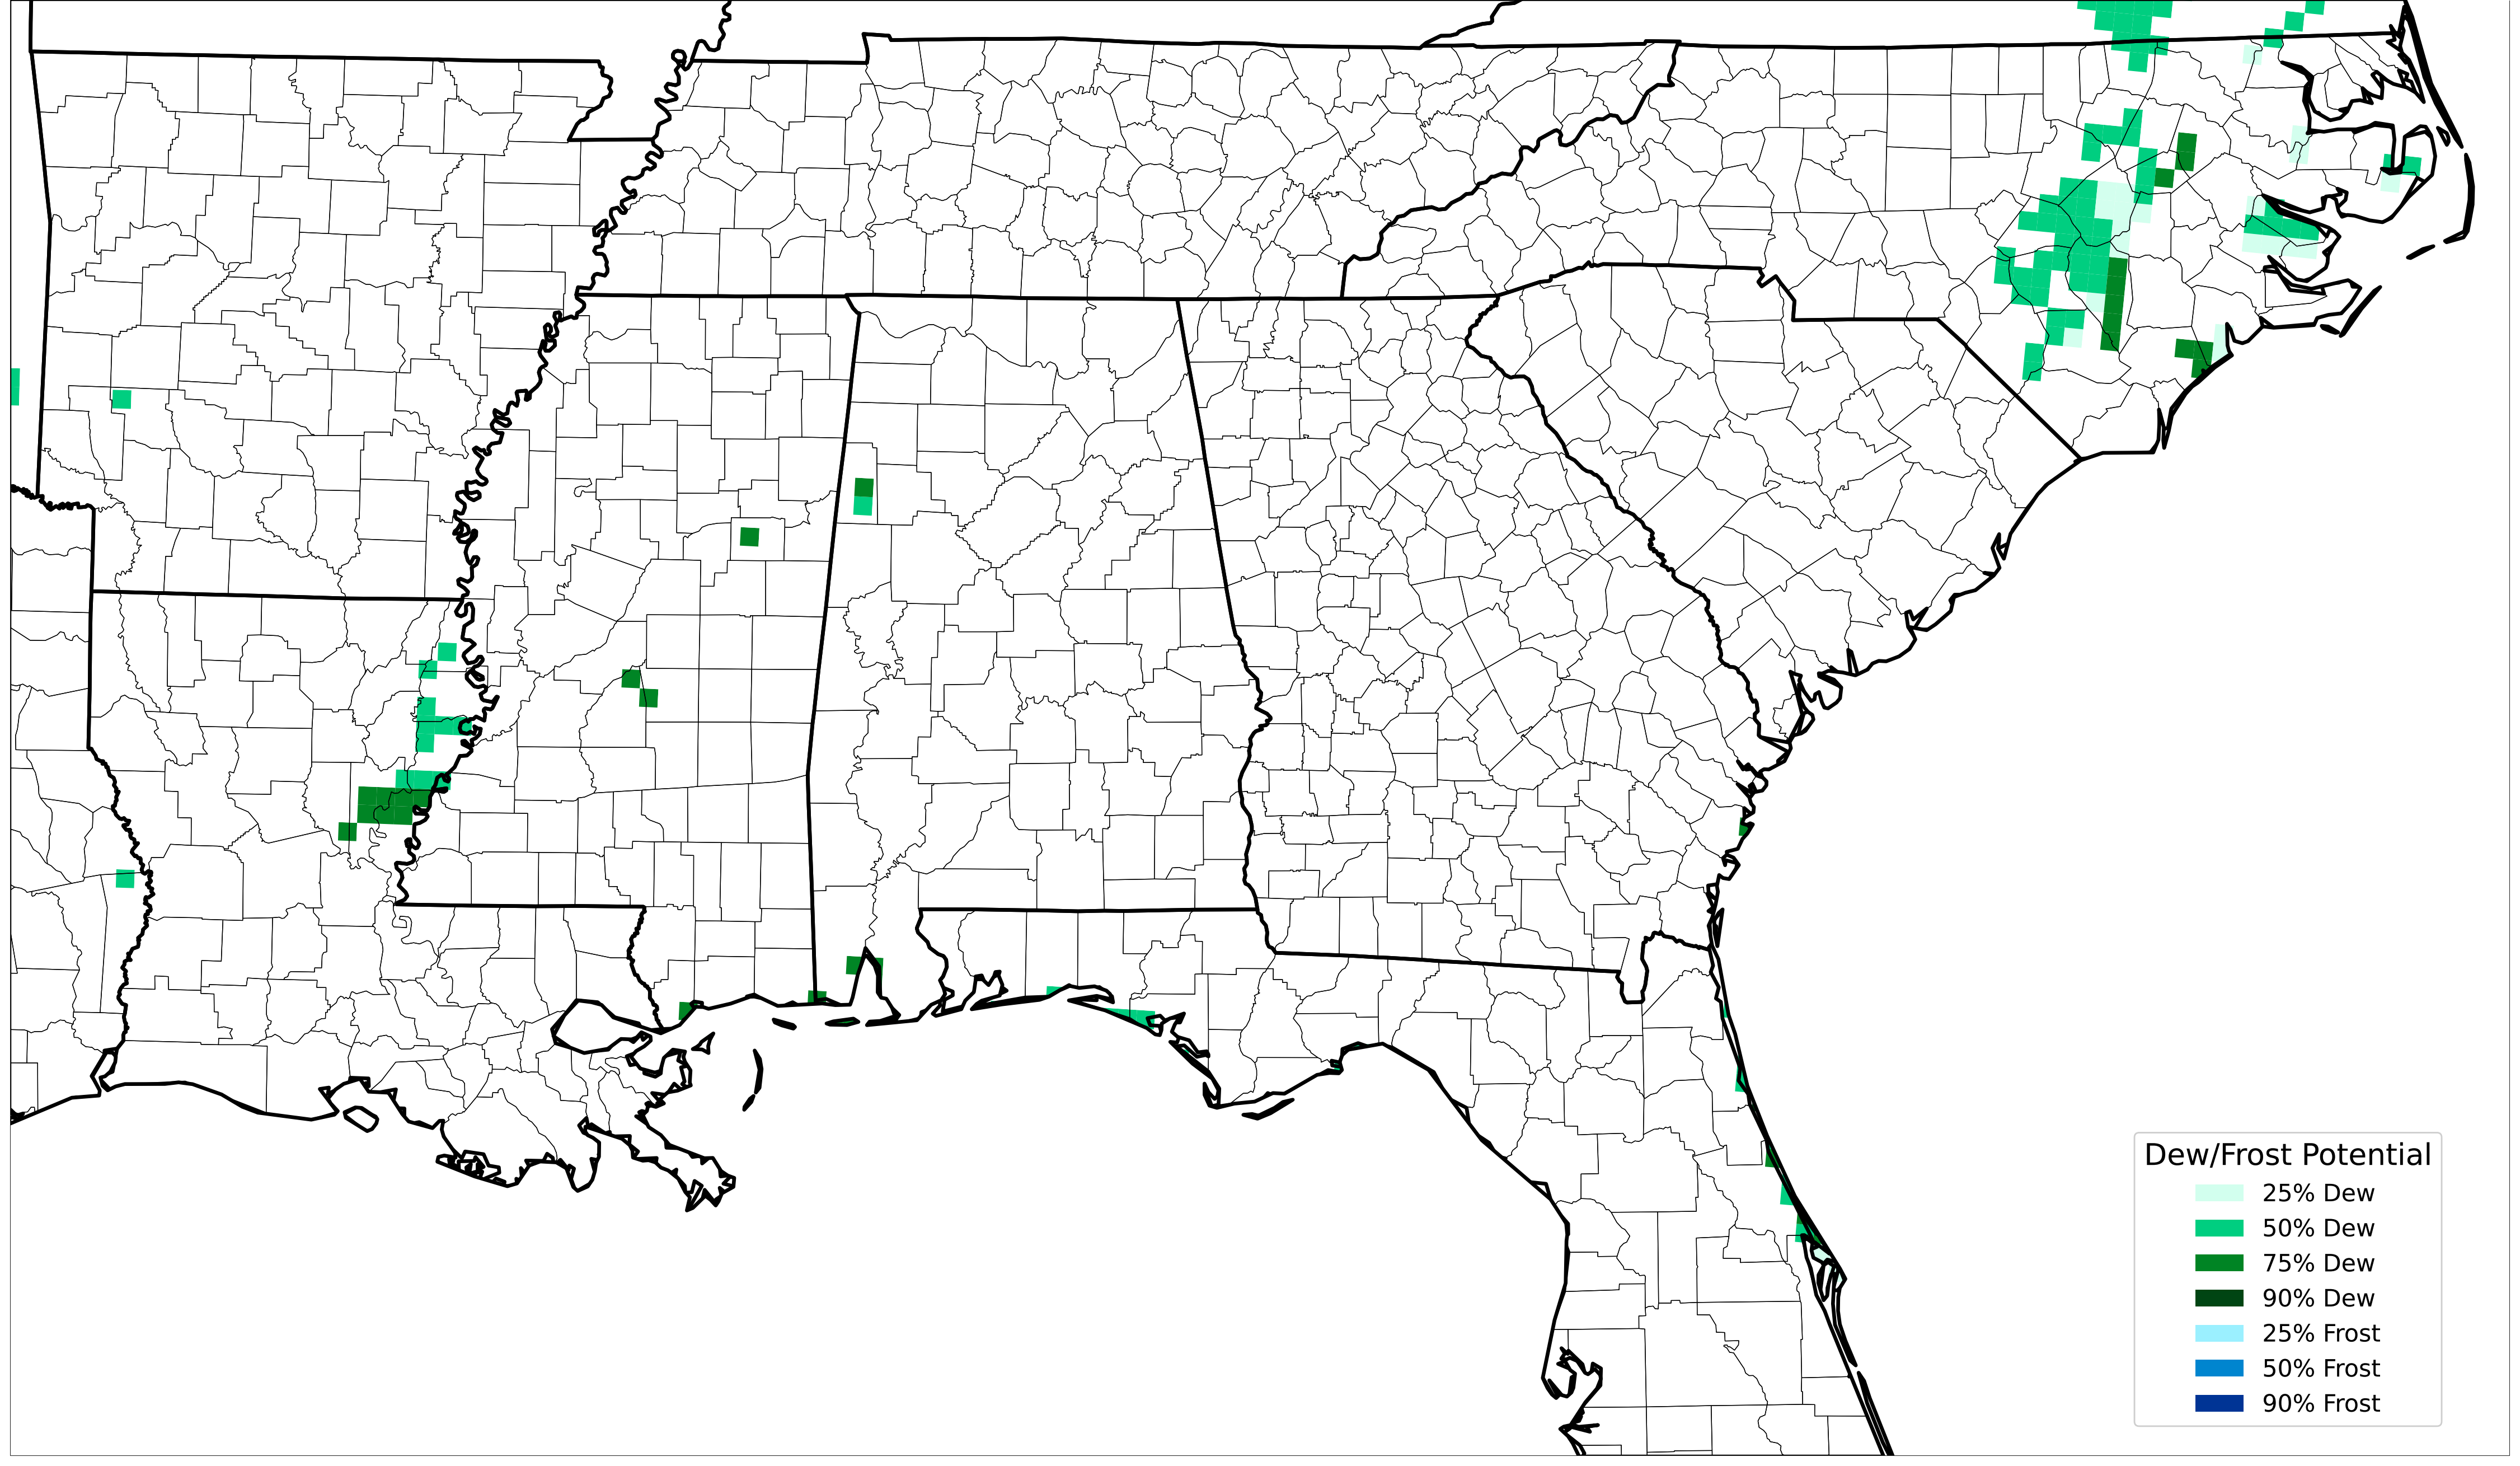 Dew/Frost Potential
25% Dew
50% Dew
75% Dew
90% Dew
25% Frost
50% Frost
90% Frost